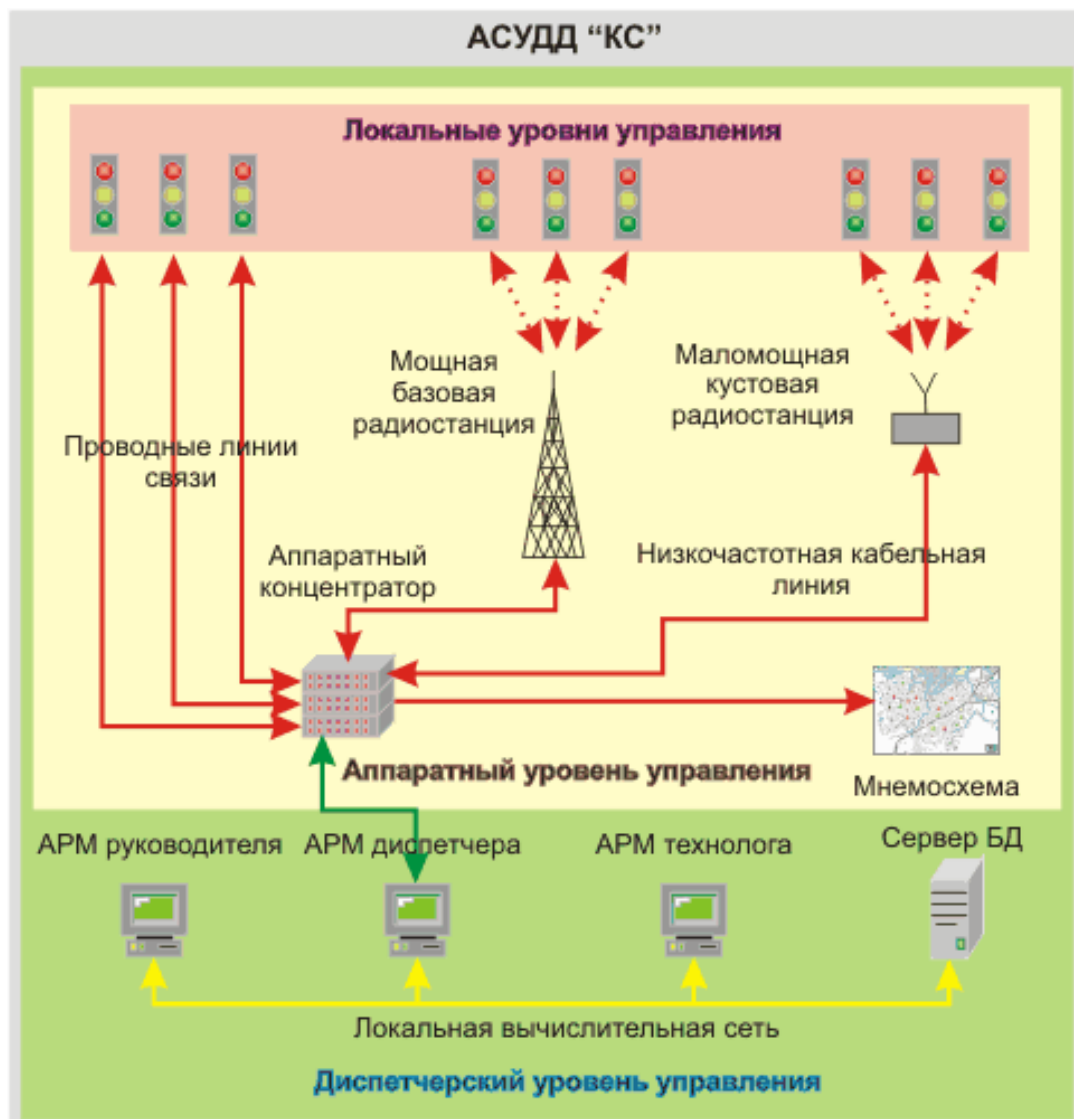 АСУДД “КС”
Локальные уровни управления
Мощная
базовая
радиостанция
Маломощная
кустовая
радиостанция
Проводные линии
связи
Аппаратный
концентратор
Низкочастотная кабельная
линия
Аппаратный уровень управления
Мнемосхема
АРМ руководителя
АРМ диспетчера
АРМ технолога
Сервер БД
Локальная вычислительная сеть
Диспетчерский уровень управления